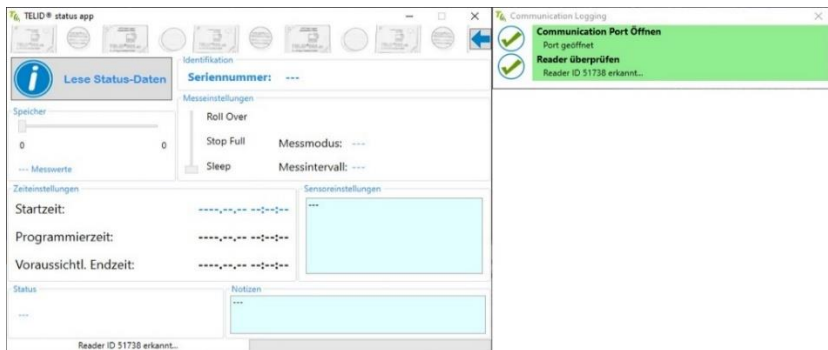 TELID® status app
Lese Status-Daten
Identifikation
Seriennummer: ---
Speicher
0 0
--- Messwerte
Messeinstellungen
Roll Over
Stop Full
Sleep
Messmodus: ---
Messintervall: ---
Zeiteinstellungen
Startzeit: ----,--,-- --:--:--
Programmierzeit: ----,--,-- --:--:--
Voraussichtl. Endzeit: ----,--,-- --:--:--
Sensoreinstellungen
---
Status
---
Notizen
---
Reader ID 51738 erkannt...
Communication Logging
Communication Port Öffnen
Port geöffnet
Reader überprüfen
Reader ID 51738 erkannt...